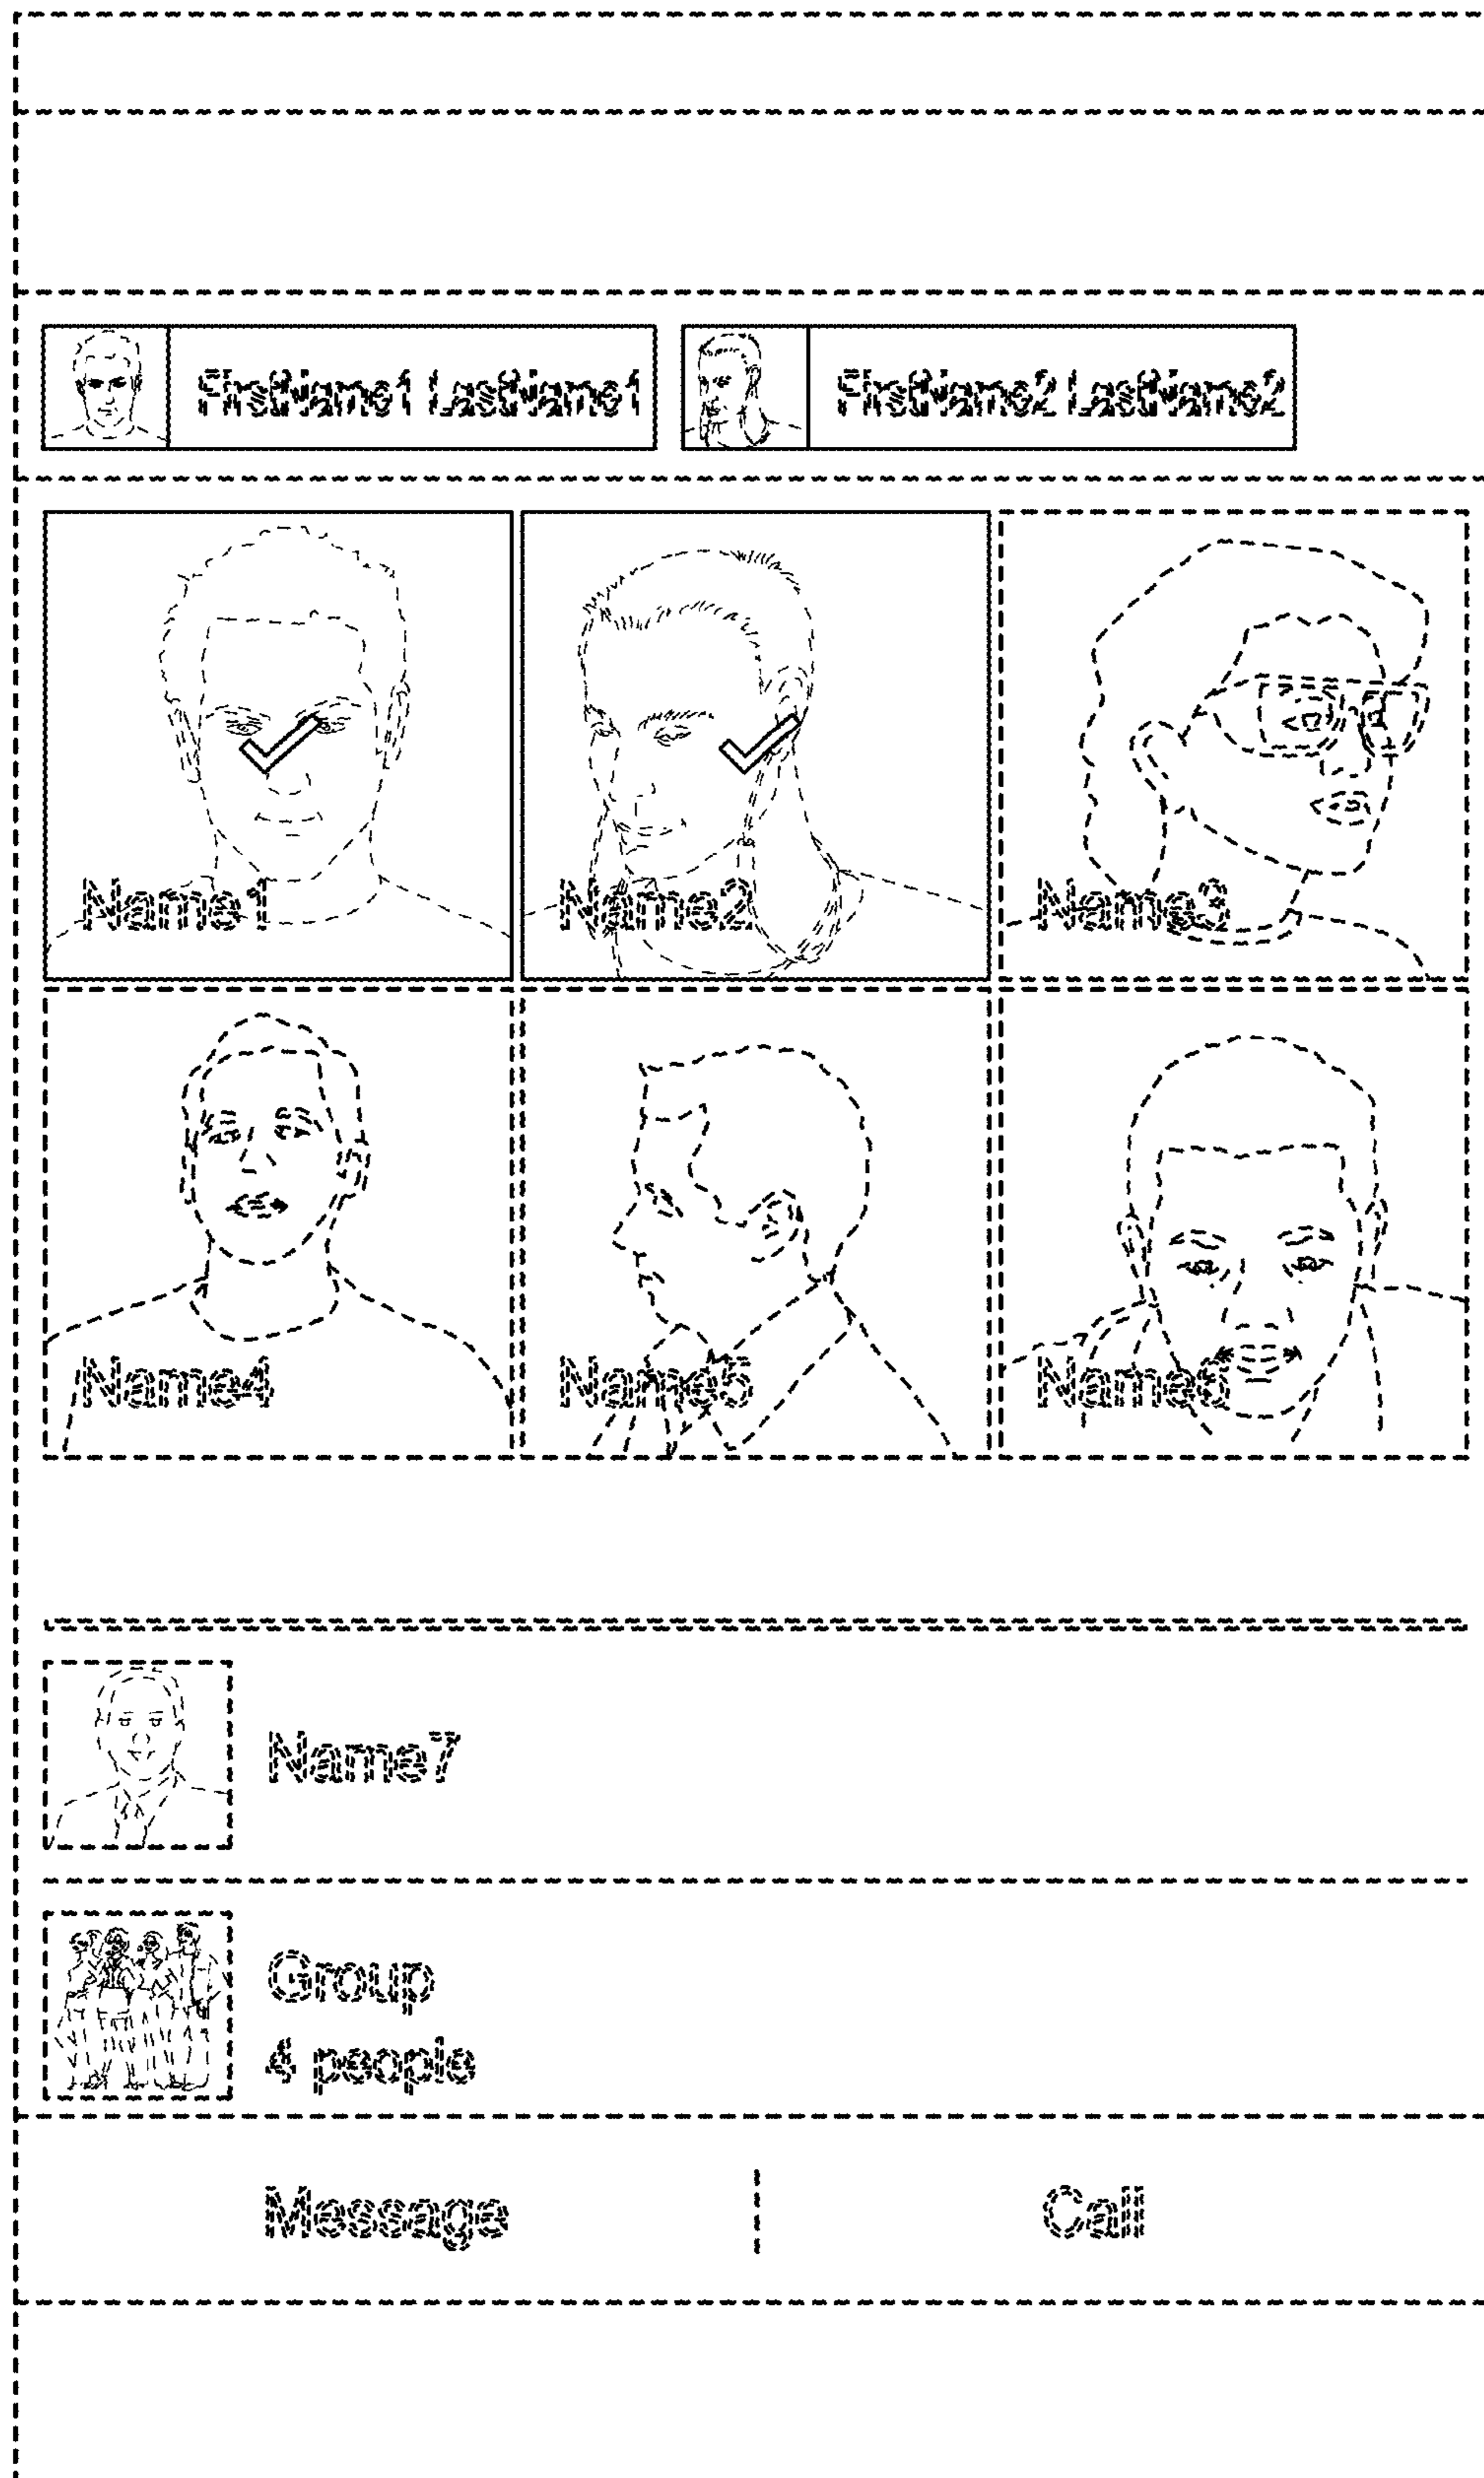 FirstName1 LastName1 FirstName2 LastName2
Name1 Name2 Name3
Name4 Name5 Name6
Name7
Group
4 people
Message Call